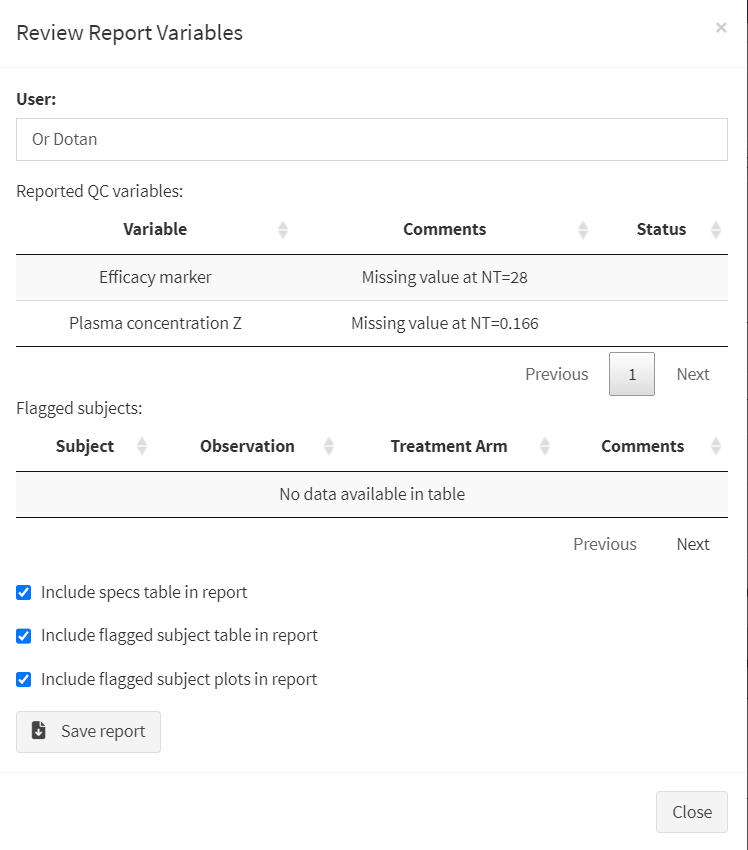 Review Report Variables ×
User:
Or Dotan
Reported QC variables:
Variable Comments Status
Efficacy marker Missing value at NT=28
Plasma concentration Z Missing value at NT=0.166
Previous 1 Next
Flagged subjects:
Subject Observation Treatment Arm Comments
No data available in table
Previous Next
Include specs table in report
Include flagged subject table in report
Include flagged subject plots in report
Save report
Close